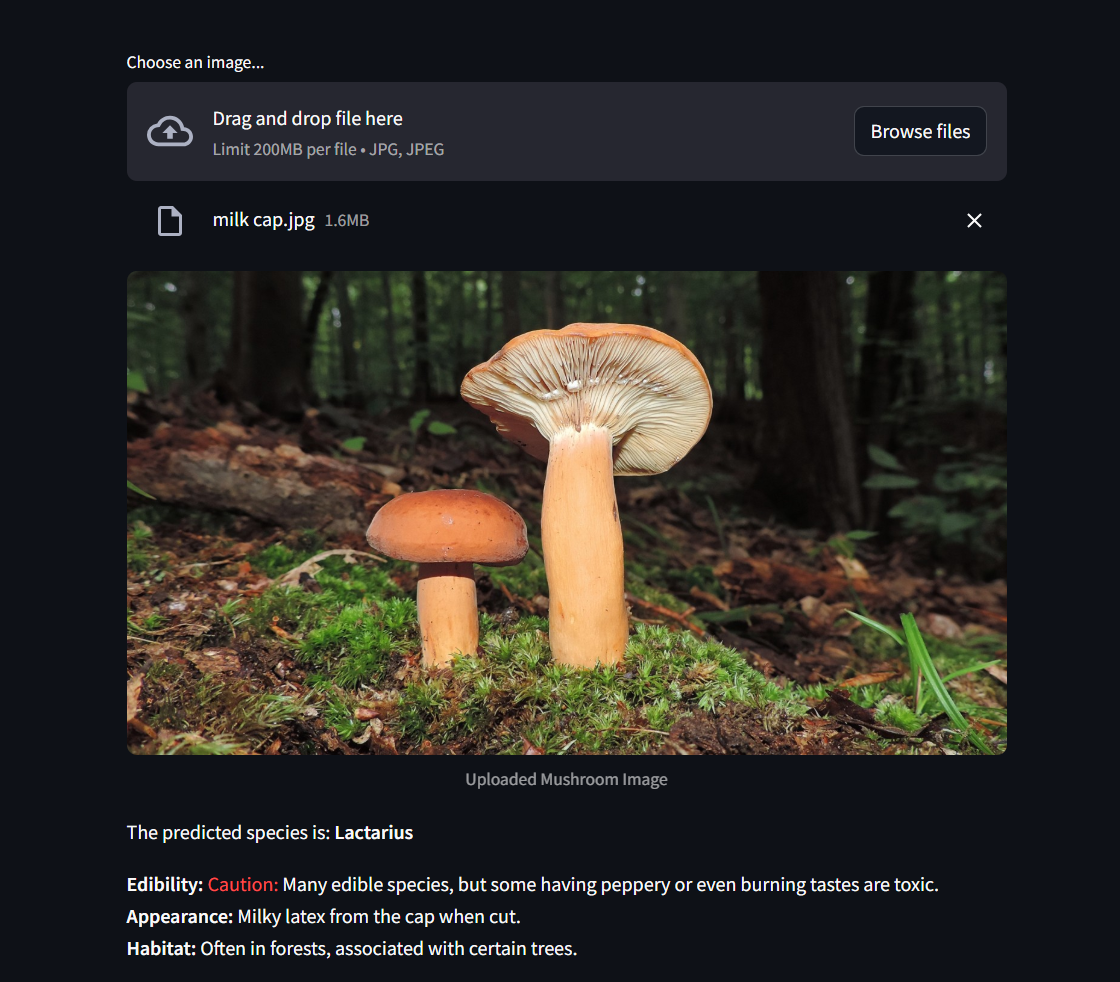 Choose an image...
Drag and drop file here
Limit 200MB per file • JPG, JPEG
Browse files
milk cap.jpg 1.6MB
Uploaded Mushroom Image
The predicted species is: Lactarius
Edibility: Caution: Many edible species, but some having peppery or even burning tastes are toxic.
Appearance: Milky latex from the cap when cut.
Habitat: Often in forests, associated with certain trees.